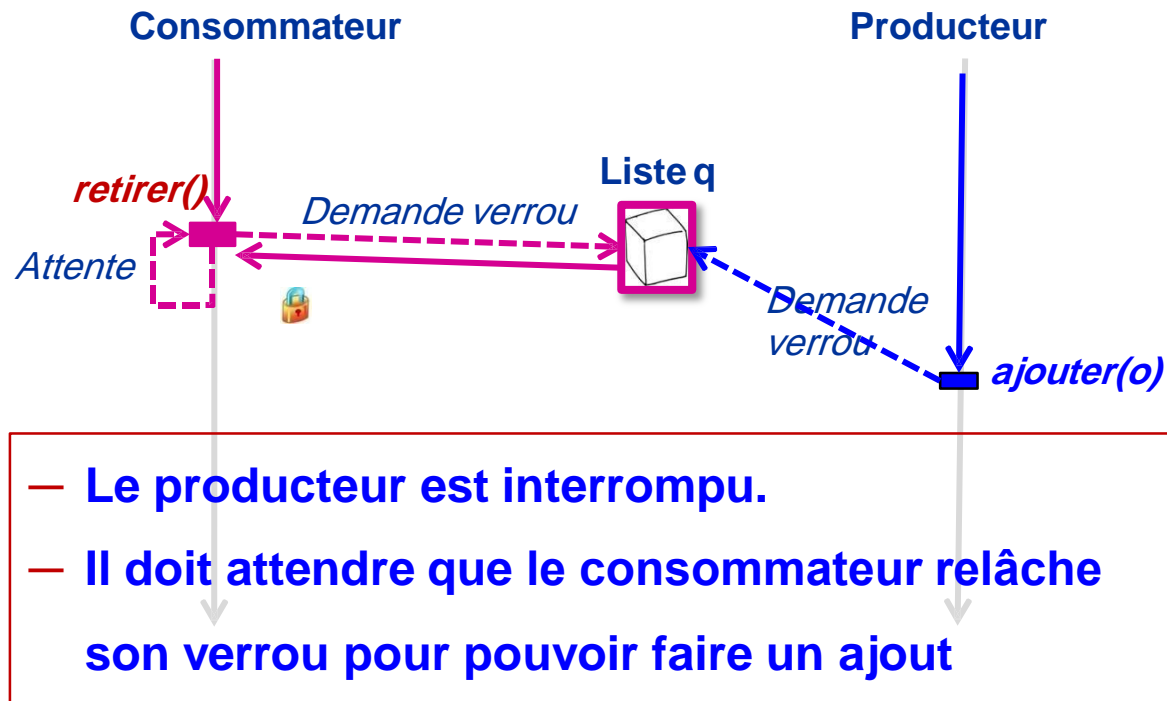 Consommateur
Producteur
Liste q
retirer()
Demande verrou
Attente
Demande
verrou
ajouter(o)
— Le producteur est interrompu.
— Il doit attendre que le consommateur relâche
son verrou pour pouvoir faire un ajout